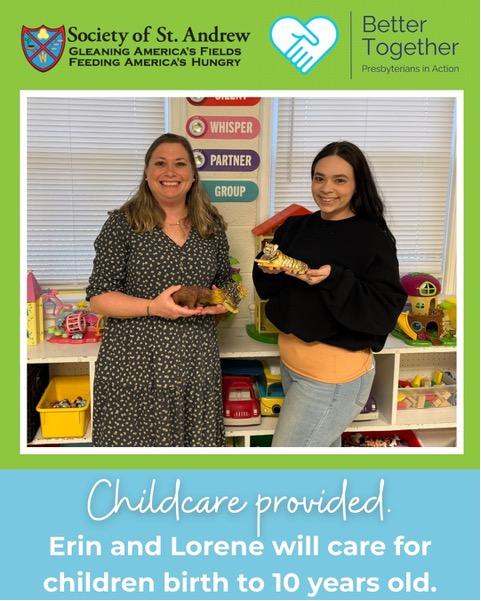 Society of St. Andrew
GLEANING AMERICA'S FIELDS
FEEDING AMERICA'S HUNGRY
Better
Together
Presbyterians in Action
SILENT
WHISPER
PARTNER
GROUP
Childcare provided.
Erin and Lorene will care for
children birth to 10 years old.